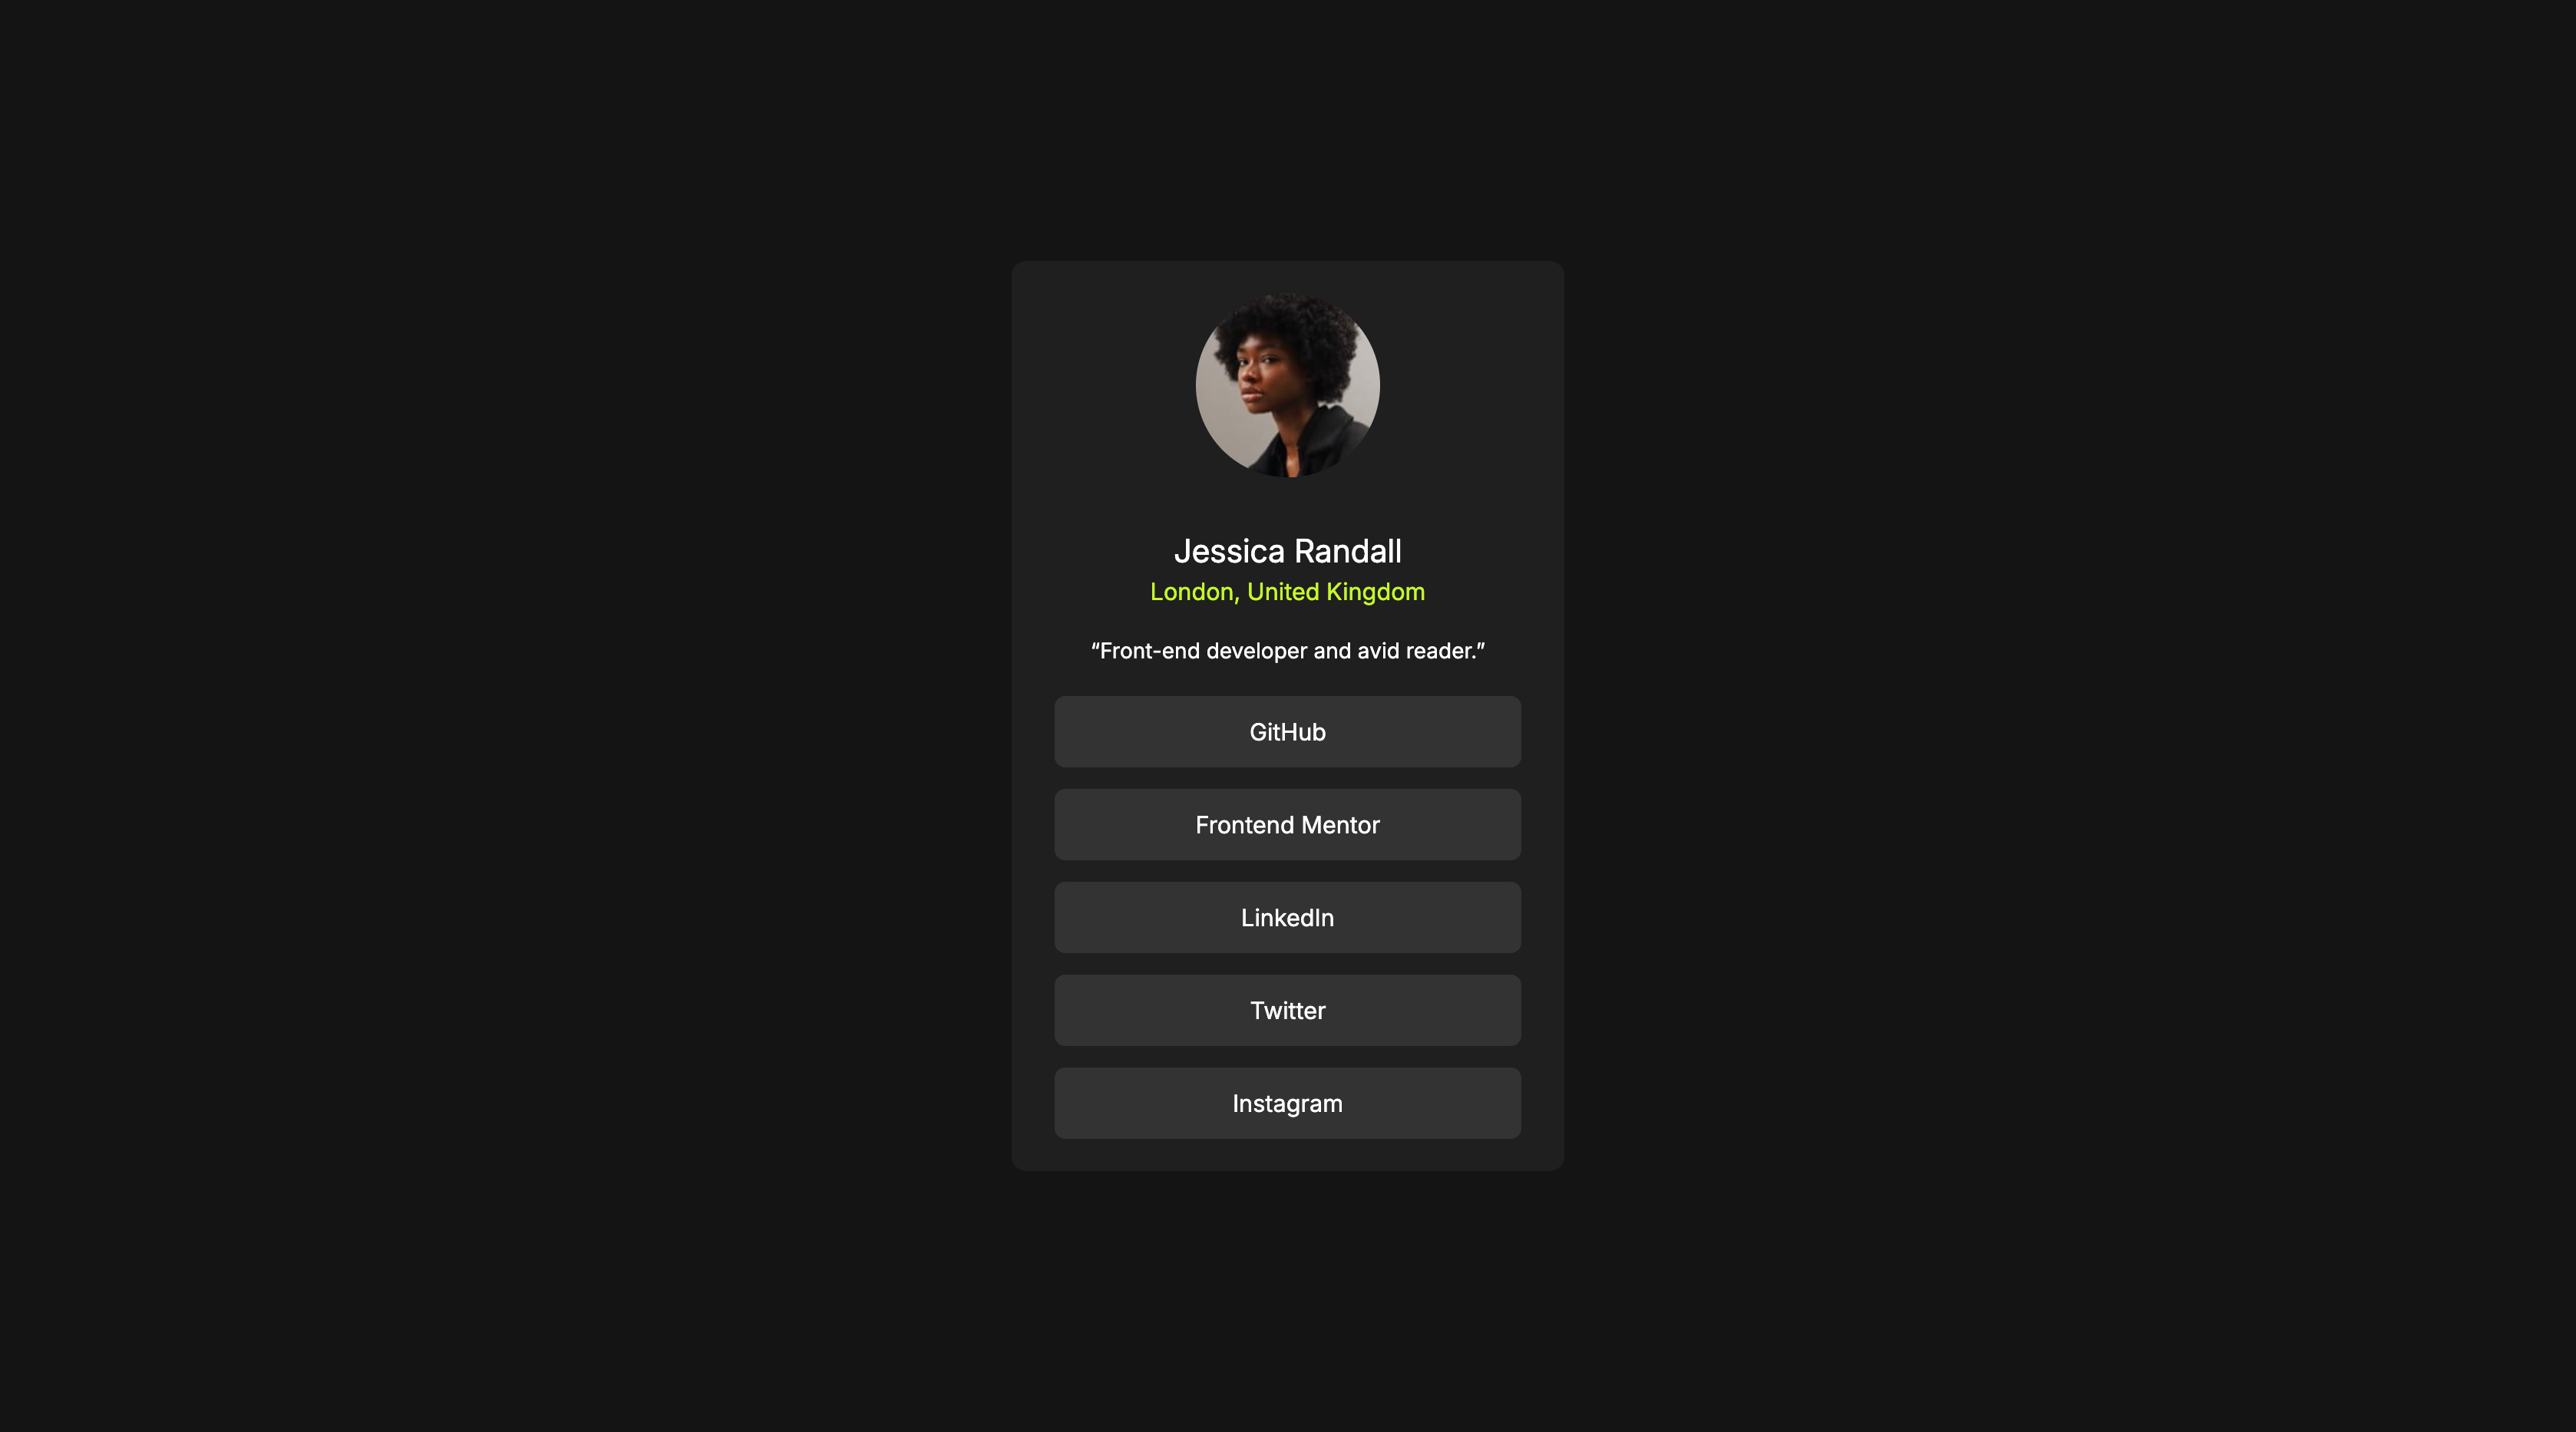 Jessica Randall
London, United Kingdom
“Front-end developer and avid reader.”
GitHub
Frontend Mentor
LinkedIn
Twitter
Instagram